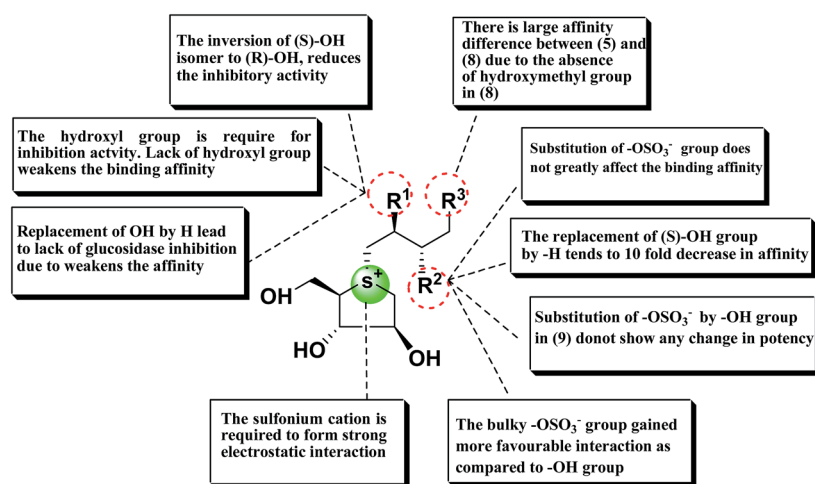 The inversion of (S)-OH
isomer to (R)-OH, reduces
the inhibitory activity
There is large affinity
difference between (5) and
(8) due to the absence
of hydroxymethyl group
in (8)
The hydroxyl group is require for
inhibition actvity. Lack of hydroxyl group
weakens the binding affinity
Substitution of -OSO₃⁻ group does
not greatly affect the binding affinity
Replacement of OH by H lead
to lack of glucosidase inhibition
due to weakens the affinity
R¹ R³
The replacement of (S)-OH group
by -H tends to 10 fold decrease in affinity
S⁺ R²
OH
HO
OH
Substitution of -OSO₃⁻ by -OH group
in (9) donot show any change in potency
The sulfonium cation is
required to form strong
electrostatic interaction
The bulky -OSO₃⁻ group gained
more favourable interaction as
compared to -OH group